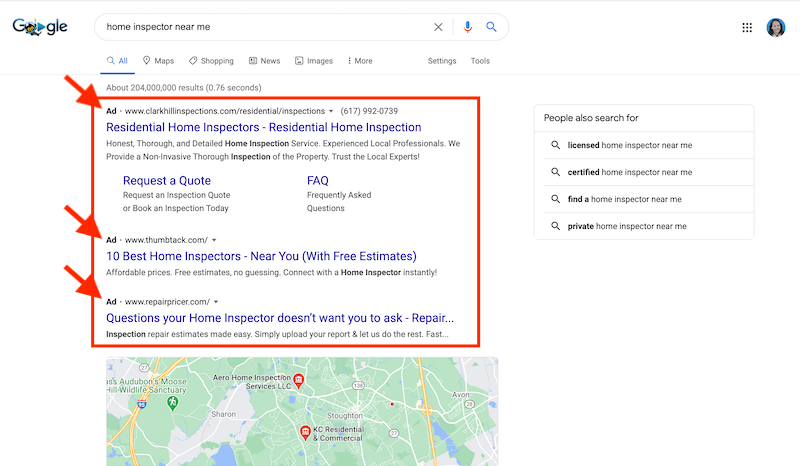 Google
home inspector near me
All Maps Shopping News Images More Settings Tools
About 204,000,000 results (0.76 seconds)
Ad · www.clarkhillinspections.com/residential/inspections (617) 992-0739
Residential Home Inspectors - Residential Home Inspection
Honest, Thorough, and Detailed Home Inspection Service. Experienced Local Professionals. We
Provide a Non-Invasive Thorough Inspection of the Property. Trust the Local Experts!
Request a Quote
Request an Inspection Quote
or Book an Inspection Today
FAQ
Frequently Asked
Questions
Ad · www.thumbtack.com/
10 Best Home Inspectors - Near You (With Free Estimates)
Affordable prices. Free estimates, no guessing. Connect with a Home Inspector instantly!
Ad · www.repairpricer.com/
Questions your Home Inspector doesn't want you to ask - Repair...
Inspection repair estimates made easy. Simply upload your report & let us do the rest. Fast...
People also search for
licensed home inspector near me
certified home inspector near me
find a home inspector near me
private home inspector near me
ass Audubon's Moose
Hill Wildlife Sanctuary
Aero Home Inspection
Services LLC
Sharon
Stoughton
Avon
KC Residential
& Commercial
27
138
28
95
27